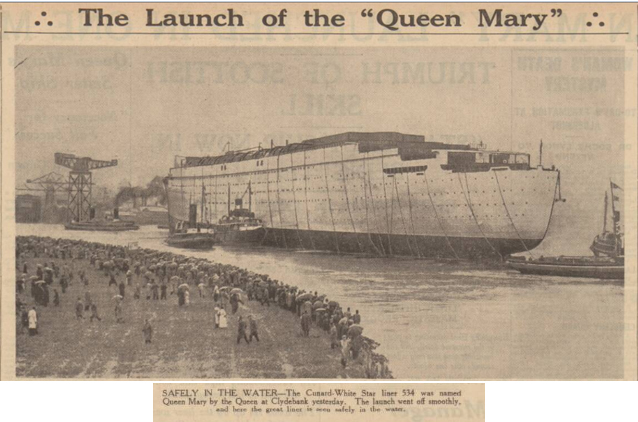 ∴ The Launch of the “Queen Mary” ∴
SAFELY IN THE WATER—The Cunard-White Star liner 534 was named
Queen Mary by the Queen at Clydebank yesterday. The launch went off smoothly,
and here the great liner is seen safely in the water.